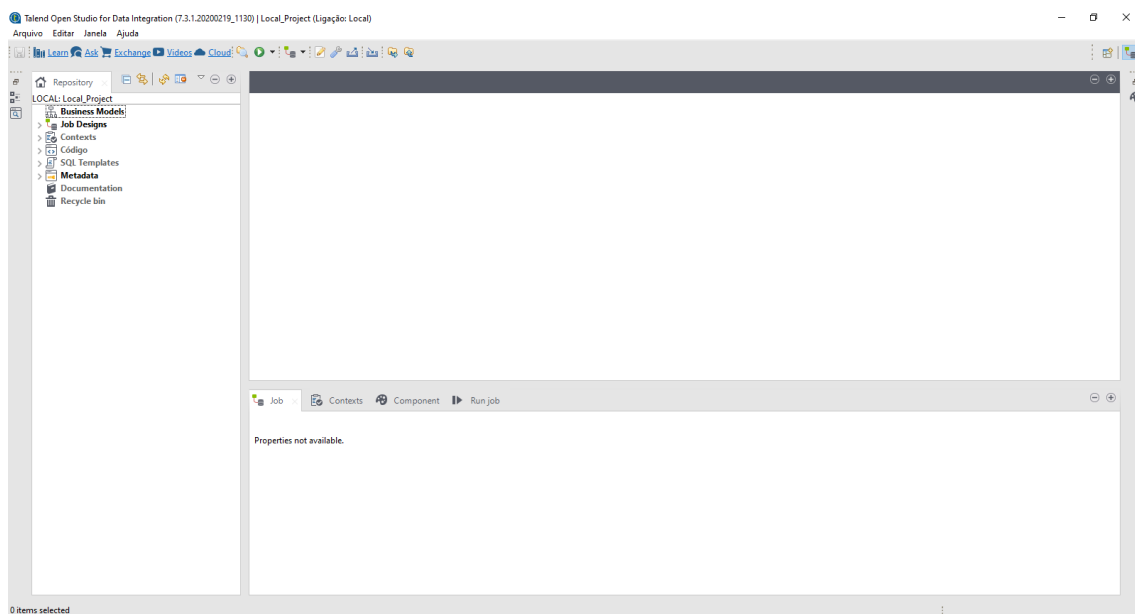 Talend Open Studio for Data Integration (7.3.1.20200219_1130) | Local_Project (Ligação: Local)
Arquivo Editar Janela Ajuda
Learn Ask Exchange Videos Cloud
Repository
LOCAL: Local_Project
Business Models
Job Designs
Contexts
Código
SQL Templates
Metadata
Documentation
Recycle bin
Job Contexts Component Run job
Properties not available.
0 items selected